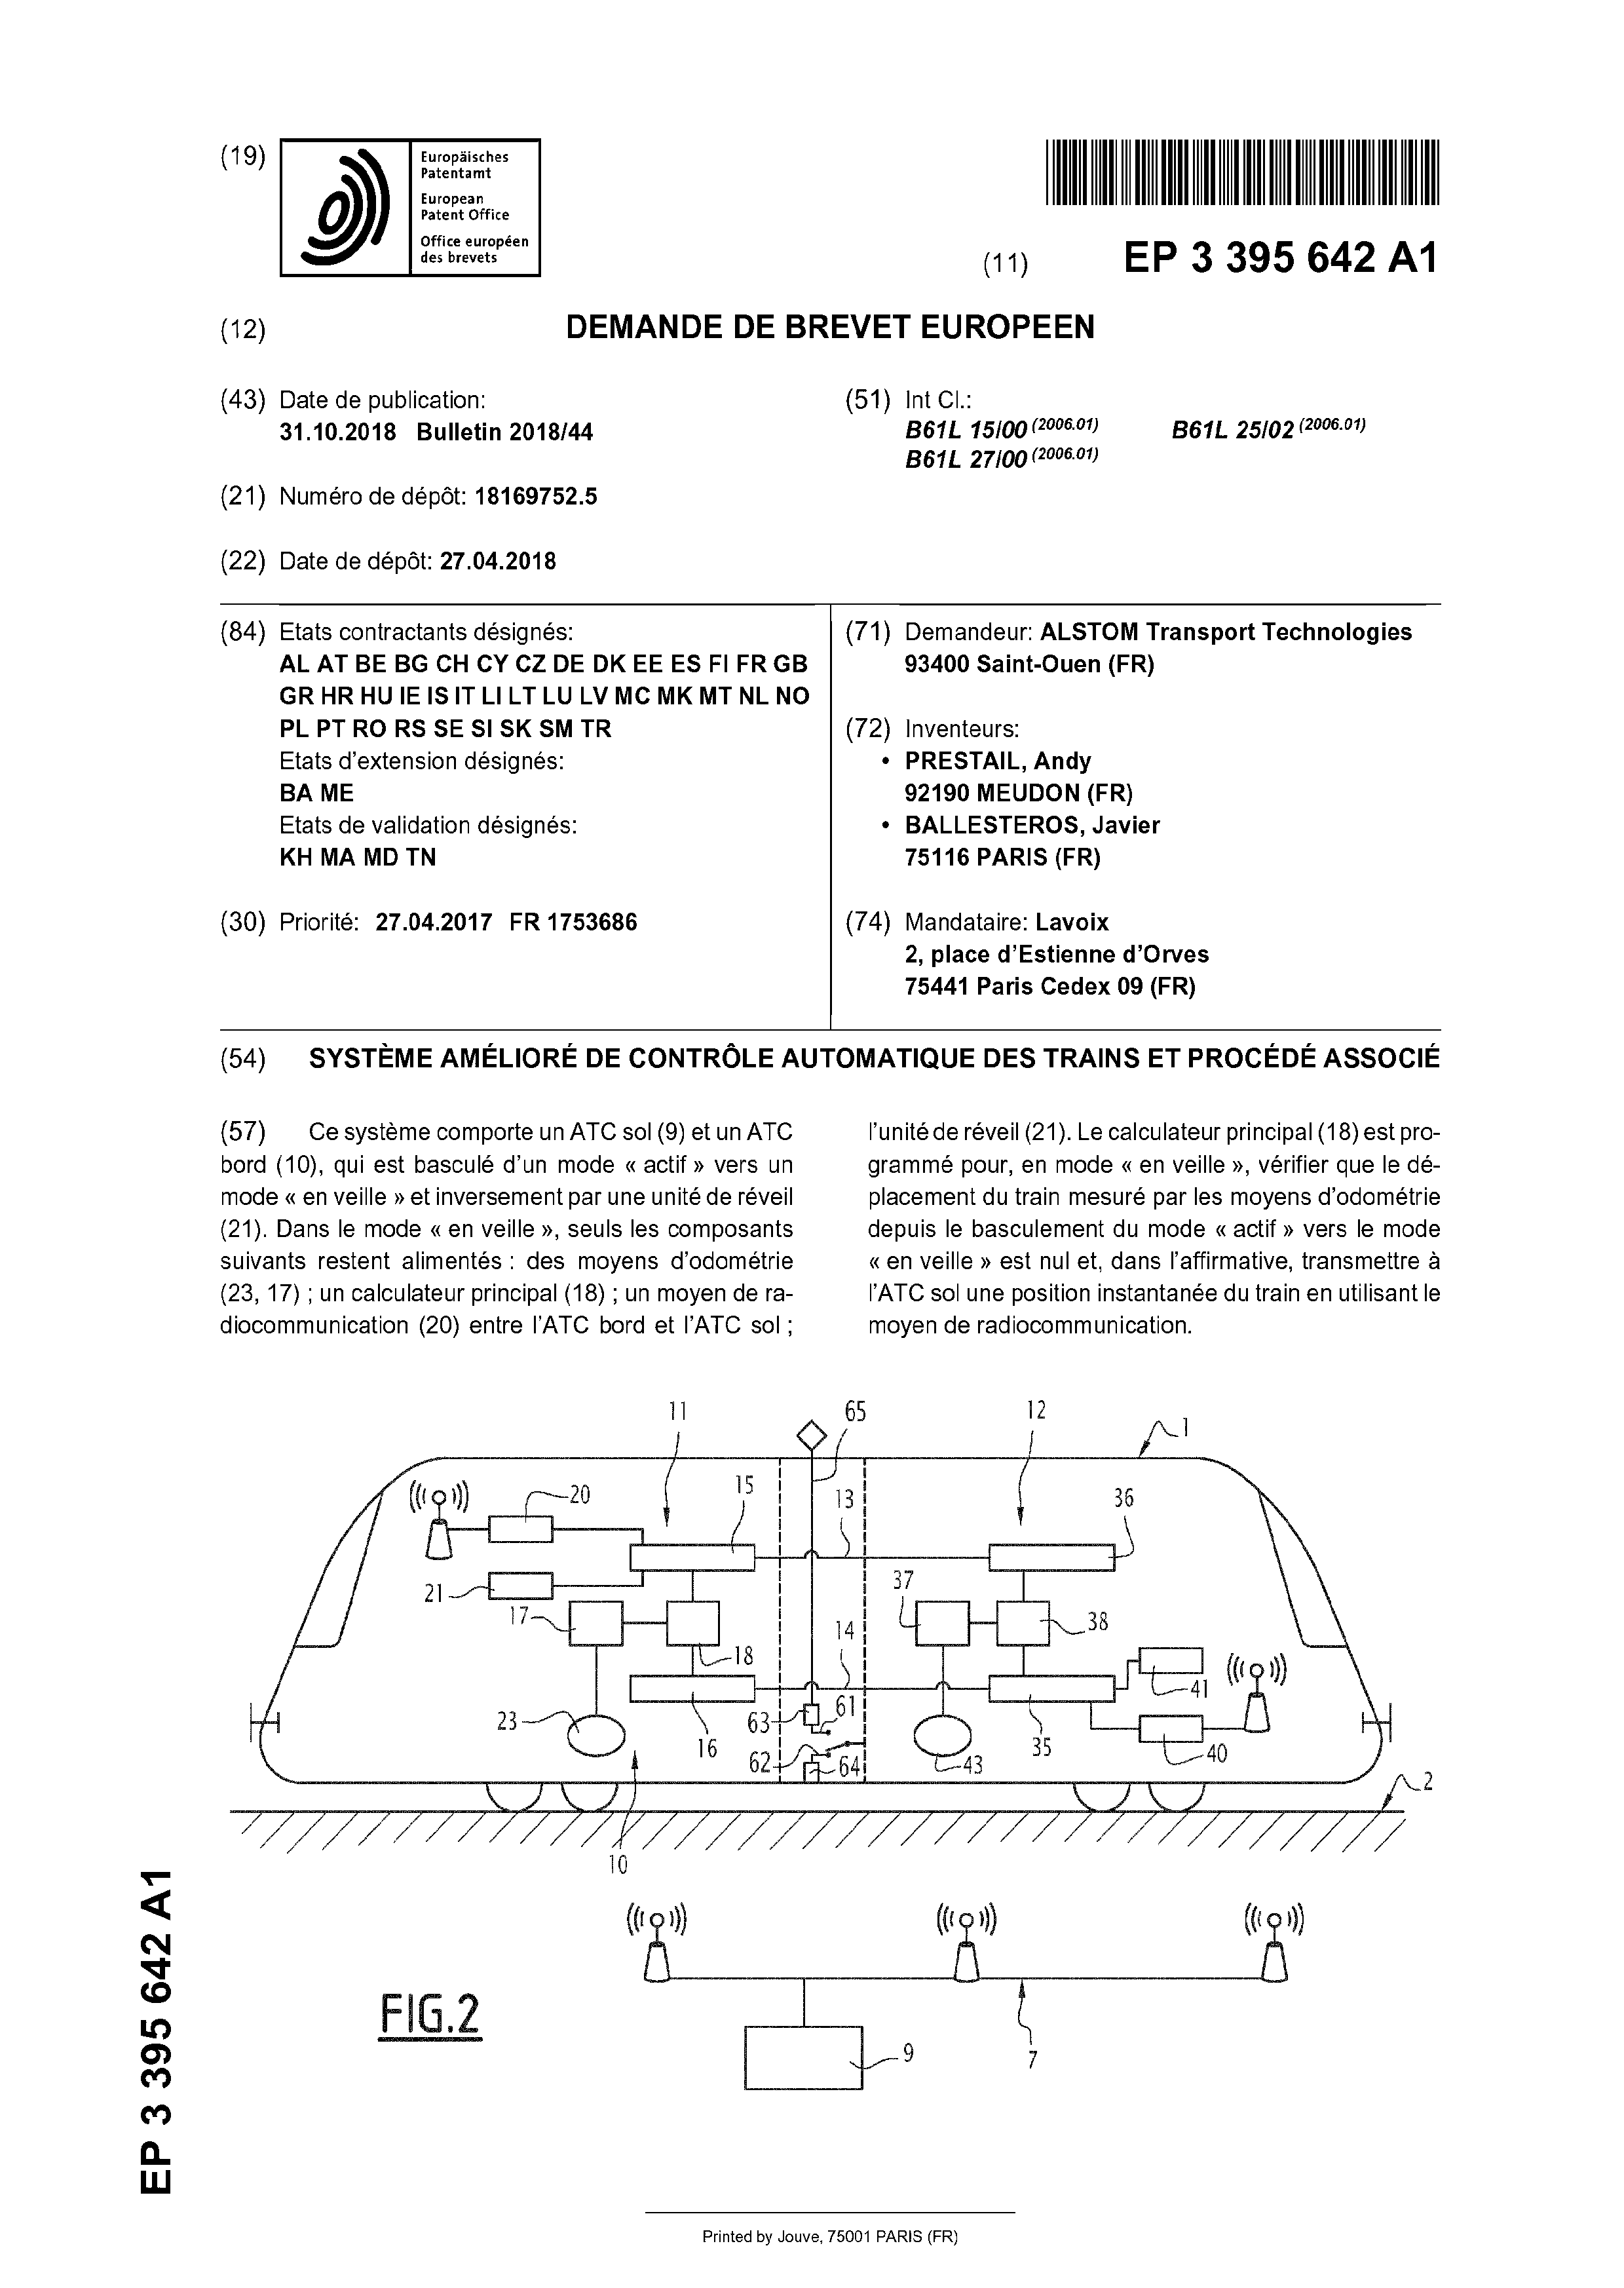 (19)
Europäisches
Patentamt
European
Patent Office
Office européen
des brevets
(11) EP 3 395 642 A1
(12) DEMANDE DE BREVET EUROPEEN
(43) Date de publication:
31.10.2018 Bulletin 2018/44
(21) Numéro de dépôt: 18169752.5
(22) Date de dépôt: 27.04.2018
(51) Int Cl.:
B61L 15/00 (2006.01) B61L 25/02 (2006.01)
B61L 27/00 (2006.01)
(84) Etats contractants désignés:
AL AT BE BG CH CY CZ DE DK EE ES FI FR GB
GR HR HU IE IS IT LI LT LU LV MC MK MT NL NO
PL PT RO RS SE SI SK SM TR
Etats d'extension désignés:
BA ME
Etats de validation désignés:
KH MA MD TN
(30) Priorité: 27.04.2017 FR 1753686
(71) Demandeur: ALSTOM Transport Technologies
93400 Saint-Ouen (FR)
(72) Inventeurs:
• PRESTAIL, Andy
92190 MEUDON (FR)
• BALLESTEROS, Javier
75116 PARIS (FR)
(74) Mandataire: Lavoix
2, place d'Estienne d'Orves
75441 Paris Cedex 09 (FR)
(54) SYSTÈME AMÉLIORÉ DE CONTRÔLE AUTOMATIQUE DES TRAINS ET PROCÉDÉ ASSOCIÉ
(57) Ce système comporte un ATC sol (9) et un ATC
bord (10), qui est basculé d'un mode « actif » vers un
mode « en veille » et inversement par une unité de réveil
(21). Dans le mode « en veille », seuls les composants
suivants restent alimentés : des moyens d'odométrie
(23, 17) ; un calculateur principal (18) ; un moyen de ra-
diocommunication (20) entre l'ATC bord et l'ATC sol ;
l'unité de réveil (21). Le calculateur principal (18) est pro-
grammé pour, en mode « en veille », vérifier que le dé-
placement du train mesuré par les moyens d'odométrie
depuis le basculement du mode « actif » vers le mode
« en veille » est nul et, dans l'affirmative, transmettre à
l'ATC sol une position instantanée du train en utilisant le
moyen de radiocommunication.
11 65 12 1
20 15 13 36
21 37
17 14 38
18
41
23 63 61
16 62 64 43 35 40
2
10
FIG.2
9 7
EP 3 395 642 A1
Printed by Jouve, 75001 PARIS (FR)